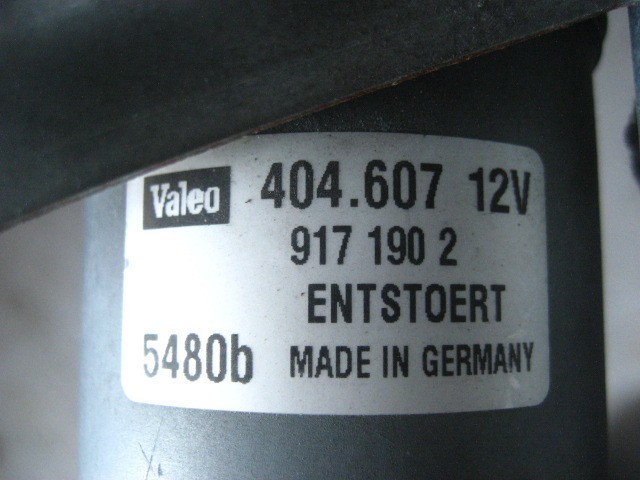 Valeo 404.607 12V
917 190 2
ENTSTOERT
5480b MADE IN GERMANY